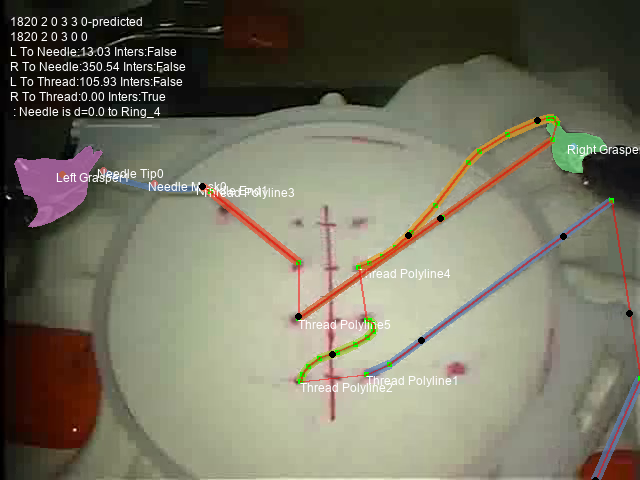 1820 2 0 3 3 0-predicted
1820 2 0 3 0 0
L To Needle:13.03 Inters:False
R To Needle:350.54 Inters:False
L To Thread:105.93 Inters:False
R To Thread:0.00 Inters:True
: Needle is d=0.0 to Ring_4
Right Grasper
Needle Tip0
Left Grasper
Thread Polyline3
Thread Polyline4
Thread Polyline5
Thread Polyline1
Thread Polyline2